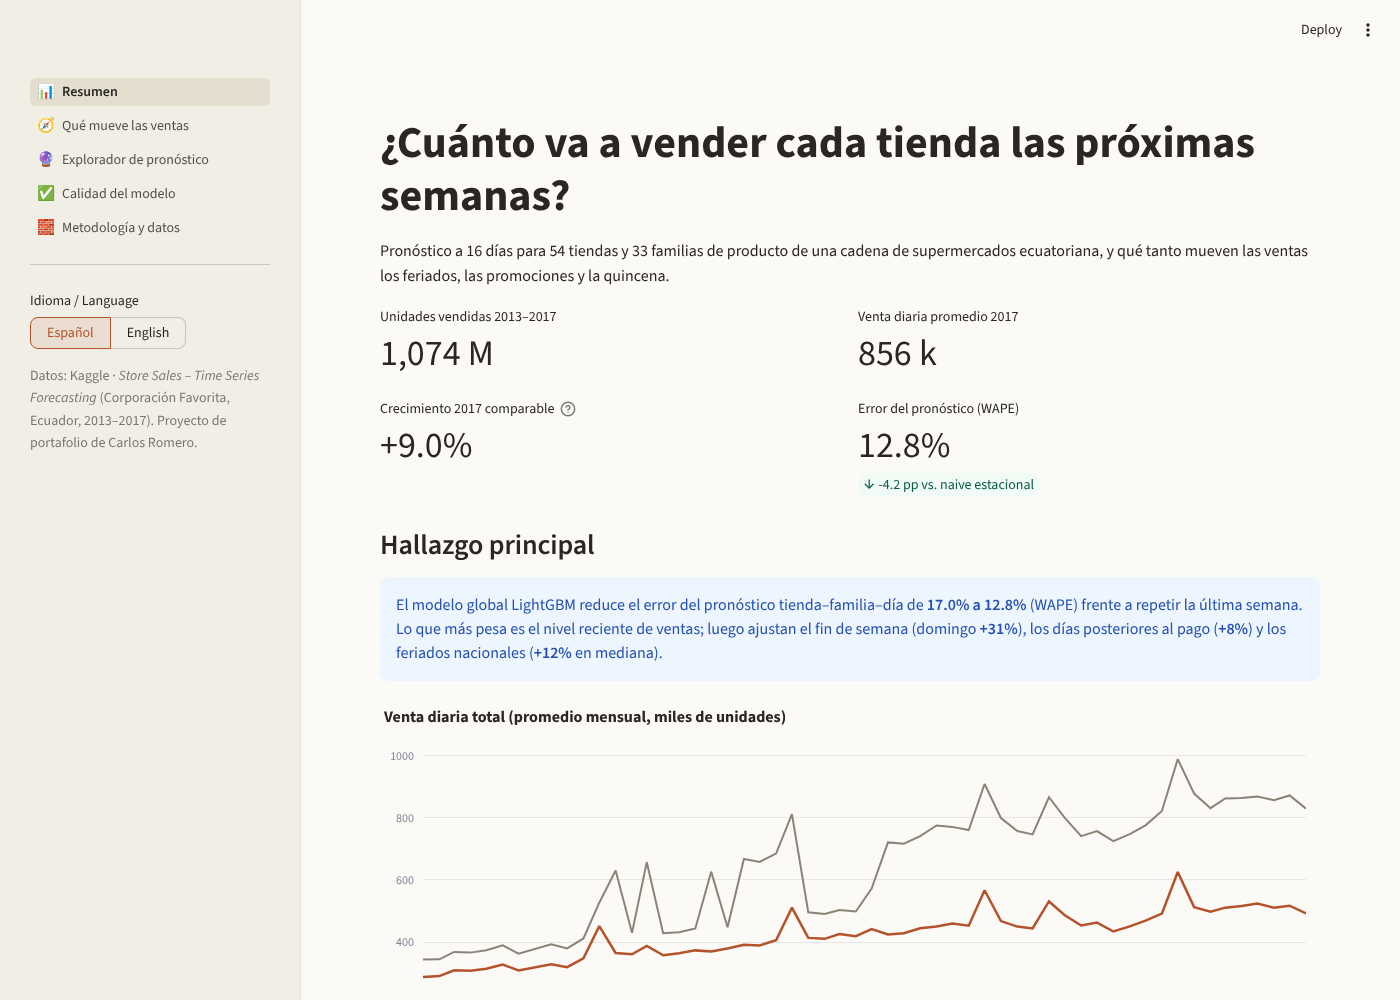 Deploy
Resumen
Qué mueve las ventas
Explorador de pronóstico
Calidad del modelo
Metodología y datos
Idioma / Language
Español
English
Datos: Kaggle · Store Sales – Time Series
Forecasting (Corporación Favorita,
Ecuador, 2013–2017). Proyecto de
portafolio de Carlos Romero.
¿Cuánto va a vender cada tienda las próximas
semanas?
Pronóstico a 16 días para 54 tiendas y 33 familias de producto de una cadena de supermercados ecuatoriana, y qué tanto mueven las ventas
los feriados, las promociones y la quincena.
Unidades vendidas 2013–2017
1,074 M
Venta diaria promedio 2017
856 k
Crecimiento 2017 comparable
+9.0%
Error del pronóstico (WAPE)
12.8%
↓ -4.2 pp vs. naive estacional
Hallazgo principal
El modelo global LightGBM reduce el error del pronóstico tienda–familia–día de 17.0% a 12.8% (WAPE) frente a repetir la última semana.
Lo que más pesa es el nivel reciente de ventas; luego ajustan el fin de semana (domingo +31%), los días posteriores al pago (+8%) y los
feriados nacionales (+12% en mediana).
Venta diaria total (promedio mensual, miles de unidades)
1000
800
600
400